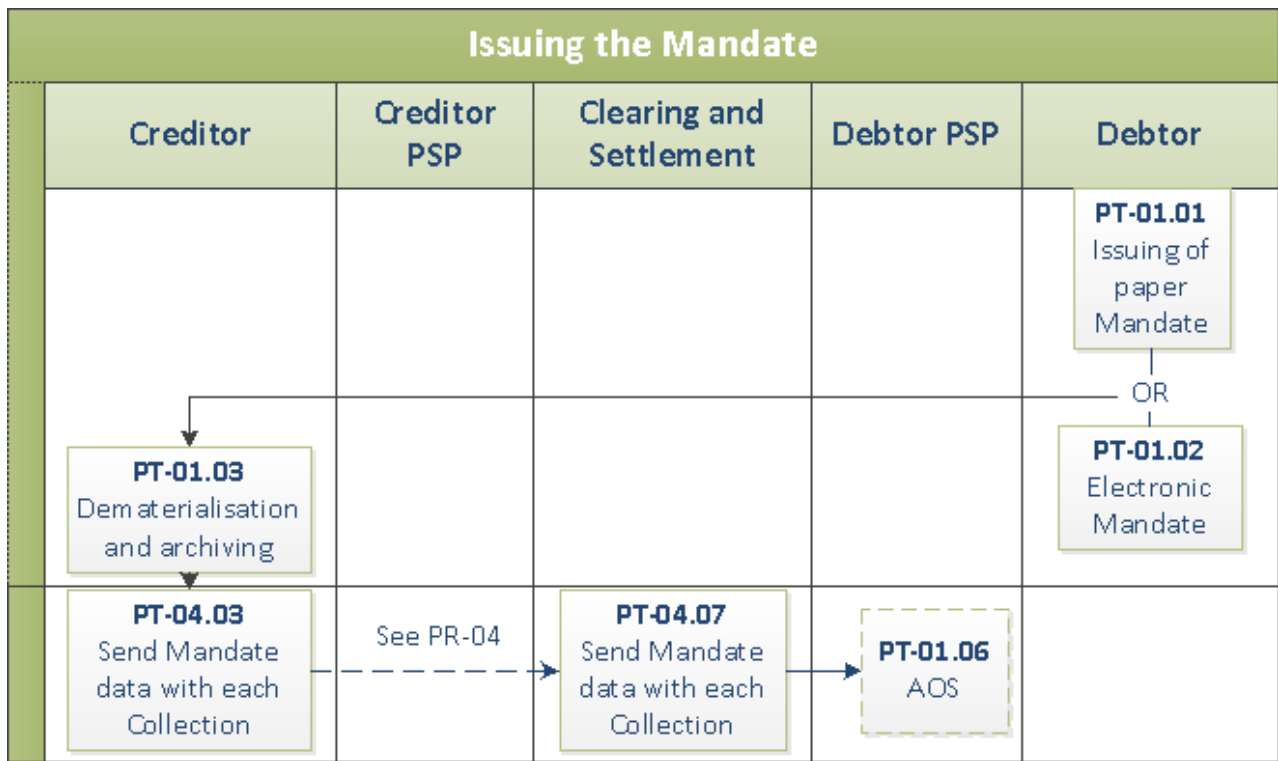 Issuing the Mandate
Creditor
Creditor
PSP
Clearing and
Settlement
Debtor PSP
Debtor
PT-01.01
Issuing of
paper
Mandate
OR
PT-01.02
Electronic
Mandate
PT-01.03
Dematerialisation
and archiving
PT-04.03
Send Mandate
data with each
Collection
See PR-04
PT-04.07
Send Mandate
data with each
Collection
PT-01.06
AOS